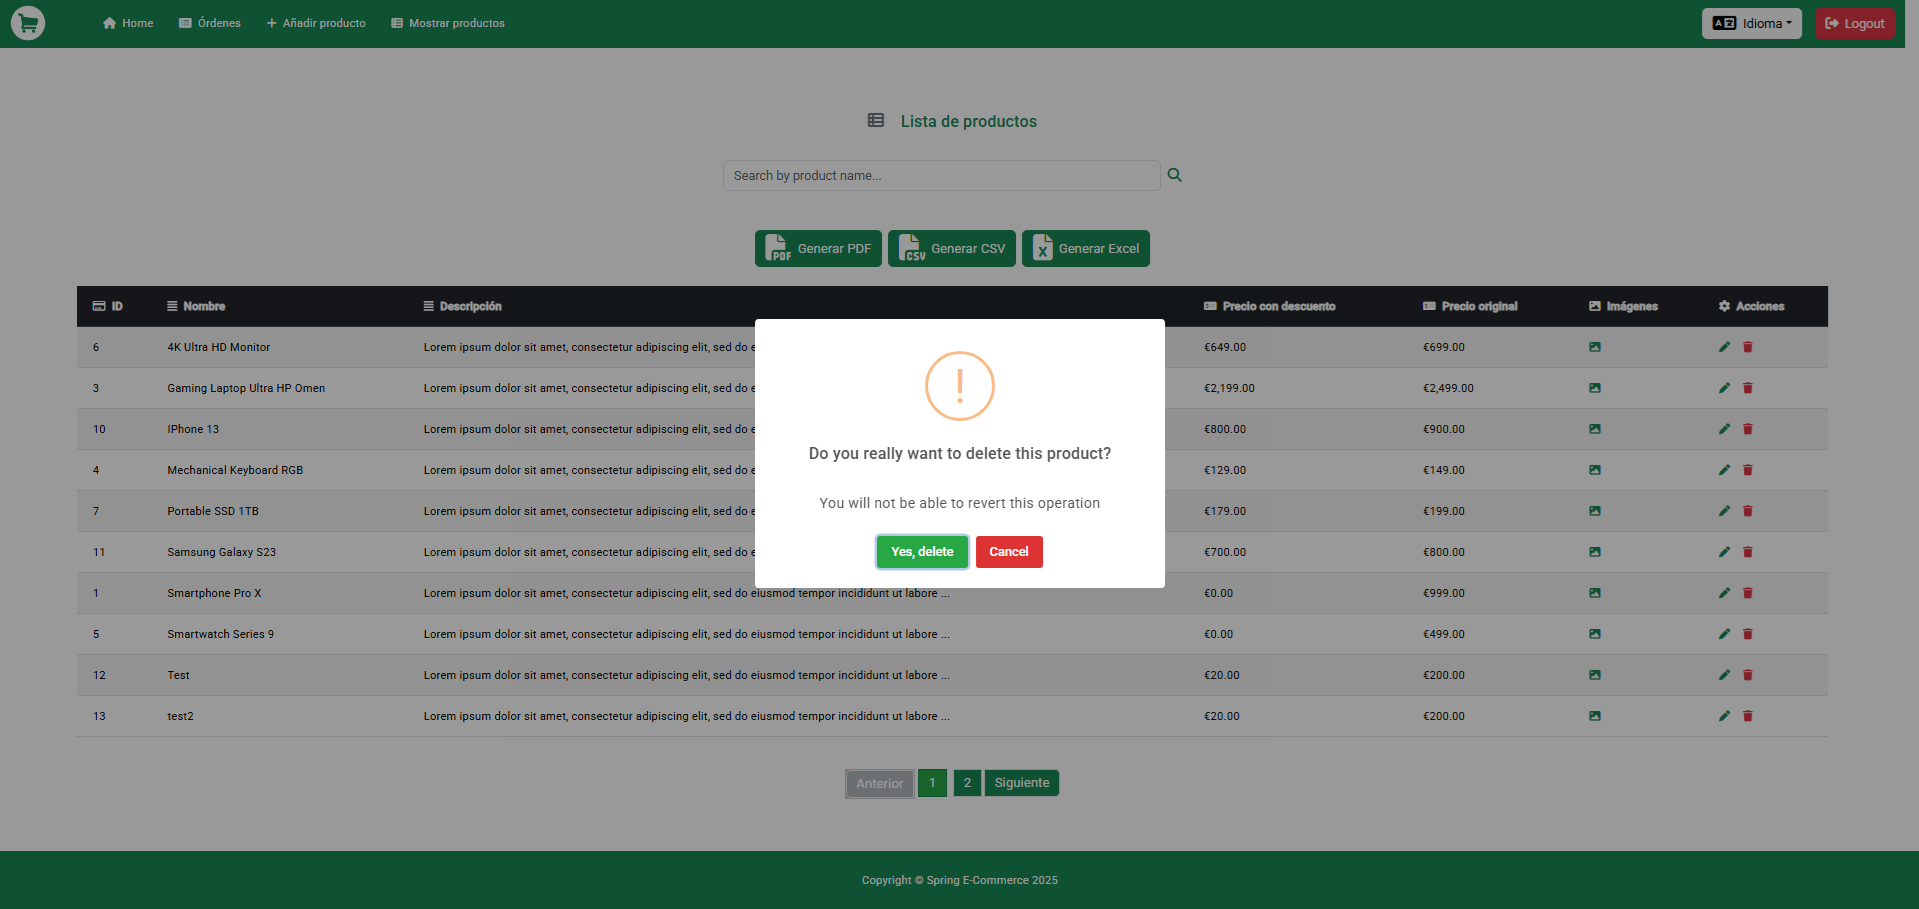 Home Órdenes Añadir producto Mostrar productos Idioma Logout
Lista de productos
Search by product name...
Generar PDF Generar CSV Generar Excel
ID Nombre Descripción Precio con descuento Precio original Imágenes Acciones
6 4K Ultra HD Monitor Lorem ipsum dolor sit amet, consectetur adipiscing elit, sed do €649.00 €699.00
3 Gaming Laptop Ultra HP Omen Lorem ipsum dolor sit amet, consectetur adipiscing elit, sed do €2,199.00 €2,499.00
10 IPhone 13 Lorem ipsum dolor sit amet, consectetur adipiscing elit, sed do €800.00 €900.00
4 Mechanical Keyboard RGB Lorem ipsum dolor sit amet, consectetur adipiscing elit, sed do €129.00 €149.00
7 Portable SSD 1TB Lorem ipsum dolor sit amet, consectetur adipiscing elit, sed do €179.00 €199.00
11 Samsung Galaxy S23 Lorem ipsum dolor sit amet, consectetur adipiscing elit, sed do €700.00 €800.00
1 Smartphone Pro X Lorem ipsum dolor sit amet, consectetur adipiscing elit, sed do eiusmod tempor incididunt ut labore ... €0.00 €999.00
5 Smartwatch Series 9 Lorem ipsum dolor sit amet, consectetur adipiscing elit, sed do eiusmod tempor incididunt ut labore ... €0.00 €499.00
12 Test Lorem ipsum dolor sit amet, consectetur adipiscing elit, sed do eiusmod tempor incididunt ut labore ... €20.00 €200.00
13 test2 Lorem ipsum dolor sit amet, consectetur adipiscing elit, sed do eiusmod tempor incididunt ut labore ... €20.00 €200.00
Do you really want to delete this product?
You will not be able to revert this operation
Yes, delete Cancel
Anterior 1 2 Siguiente
Copyright © Spring E-Commerce 2025